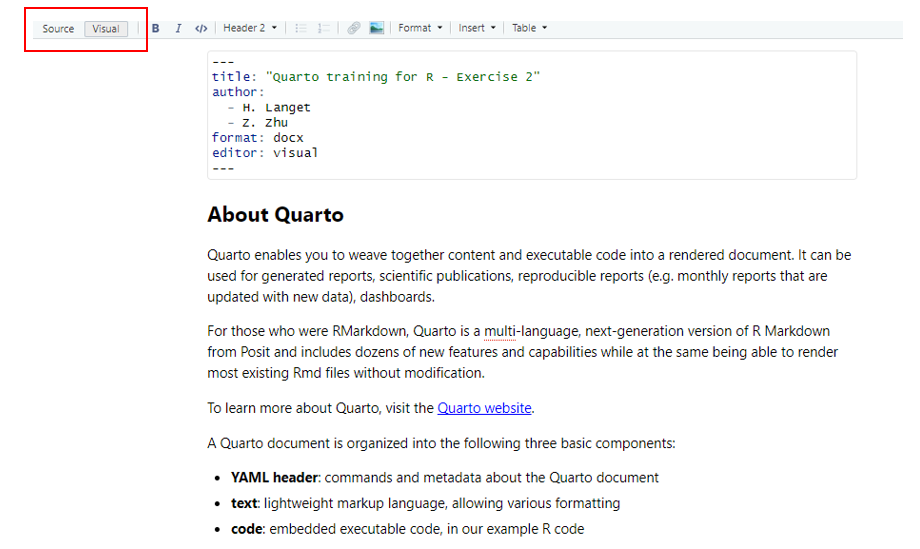 Source Visual B I </> Header 2 Format Insert Table
---
title: "Quarto training for R - Exercise 2"
author:
- H. Langet
- Z. Zhu
format: docx
editor: visual
---
About Quarto
Quarto enables you to weave together content and executable code into a rendered document. It can be
used for generated reports, scientific publications, reproducible reports (e.g. monthly reports that are
updated with new data), dashboards.
For those who were RMarkdown, Quarto is a multi-language, next-generation version of R Markdown
from Posit and includes dozens of new features and capabilities while at the same being able to render
most existing Rmd files without modification.
To learn more about Quarto, visit the Quarto website.
A Quarto document is organized into the following three basic components:
• YAML header: commands and metadata about the Quarto document
• text: lightweight markup language, allowing various formatting
• code: embedded executable code, in our example R code